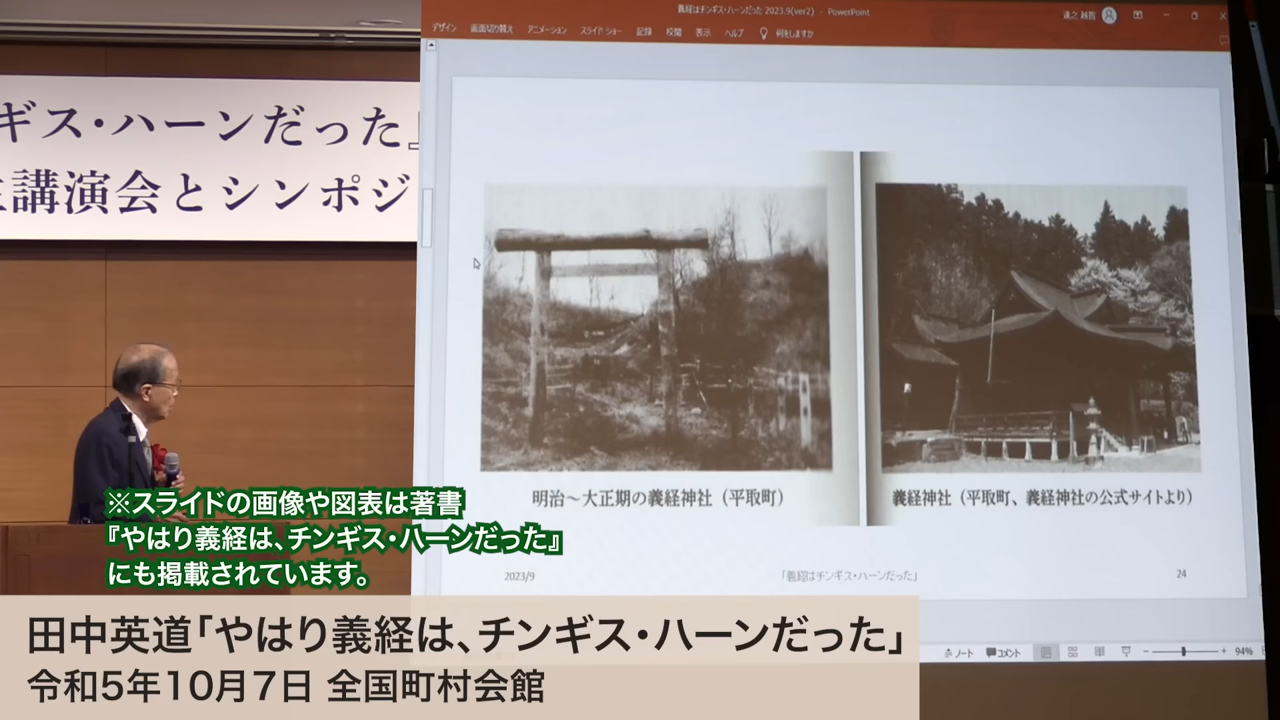 義経はチンギス・ハーンだった 2023.9(ver2) - PowerPoint
デザイン 画面切り替え アニメーション スライド ショー 記録 校閲 表示 ヘルプ 何をしますか
ギス・ハーンだった』
講演会とシンポジ
明治〜大正期の義経神社（平取町）
義経神社（平取町、義経神社の公式サイトより）
2023/9
「義経はチンギス・ハーンだった」
24
※スライドの画像や図表は著書
『やはり義経は、チンギス・ハーンだった』
にも掲載されています。
田中英道「やはり義経は、チンギス・ハーンだった」
令和5年10月7日 全国町村会館
ノート コメント
94%